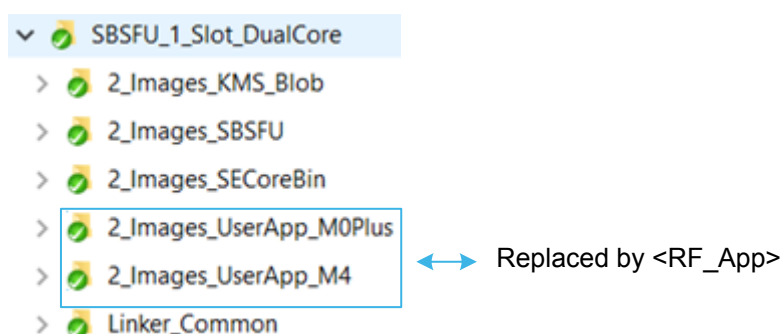 SBSFU_1_Slot_DualCore
2_Images_KMS_Blob
2_Images_SBSFU
2_Images_SECoreBin
2_Images_UserApp_M0Plus
2_Images_UserApp_M4
Replaced by <RF_App>
Linker_Common